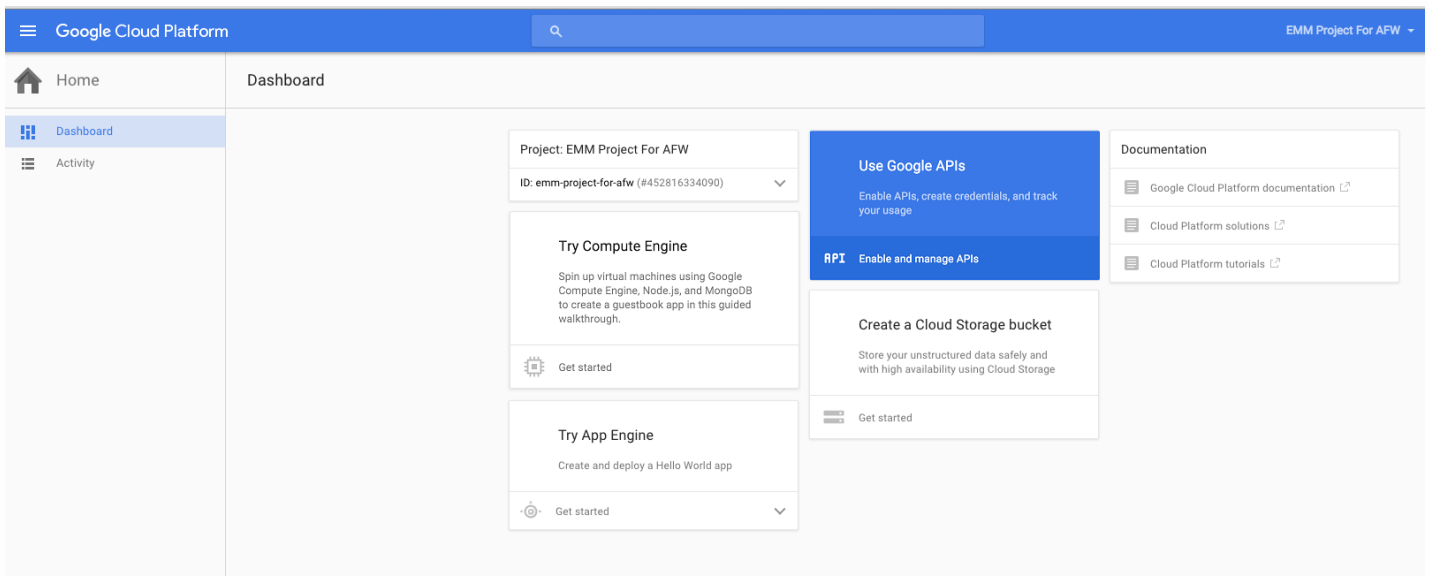 Google Cloud Platform
EMM Project For AFW
Home
Dashboard
Dashboard
Activity
Project: EMM Project For AFW
ID: emm-project-for-afw (#452816334090)
Try Compute Engine
Spin up virtual machines using Google
Compute Engine, Node.js, and MongoDB
to create a guestbook app in this guided
walkthrough.
Get started
Try App Engine
Create and deploy a Hello World app
Get started
Use Google APIs
Enable APIs, create credentials, and track
your usage
API Enable and manage APIs
Create a Cloud Storage bucket
Store your unstructured data safely and
with high availability using Cloud Storage
Get started
Documentation
Google Cloud Platform documentation
Cloud Platform solutions
Cloud Platform tutorials